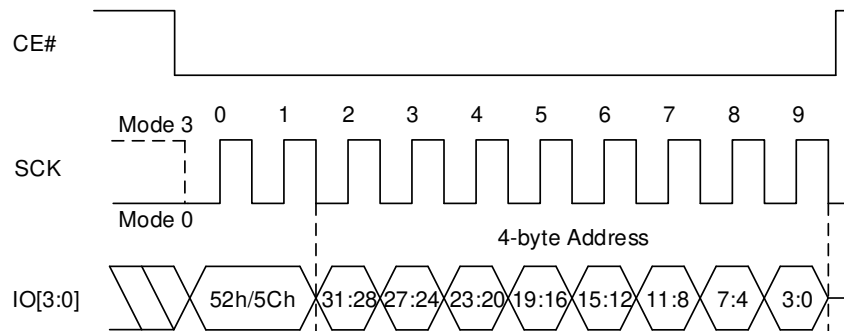 CE#
0 1 2 3 4 5 6 7 8 9
Mode 3
SCK
Mode 0
4-byte Address
IO[3:0] 52h/5Ch 31:28 27:24 23:20 19:16 15:12 11:8 7:4 3:0